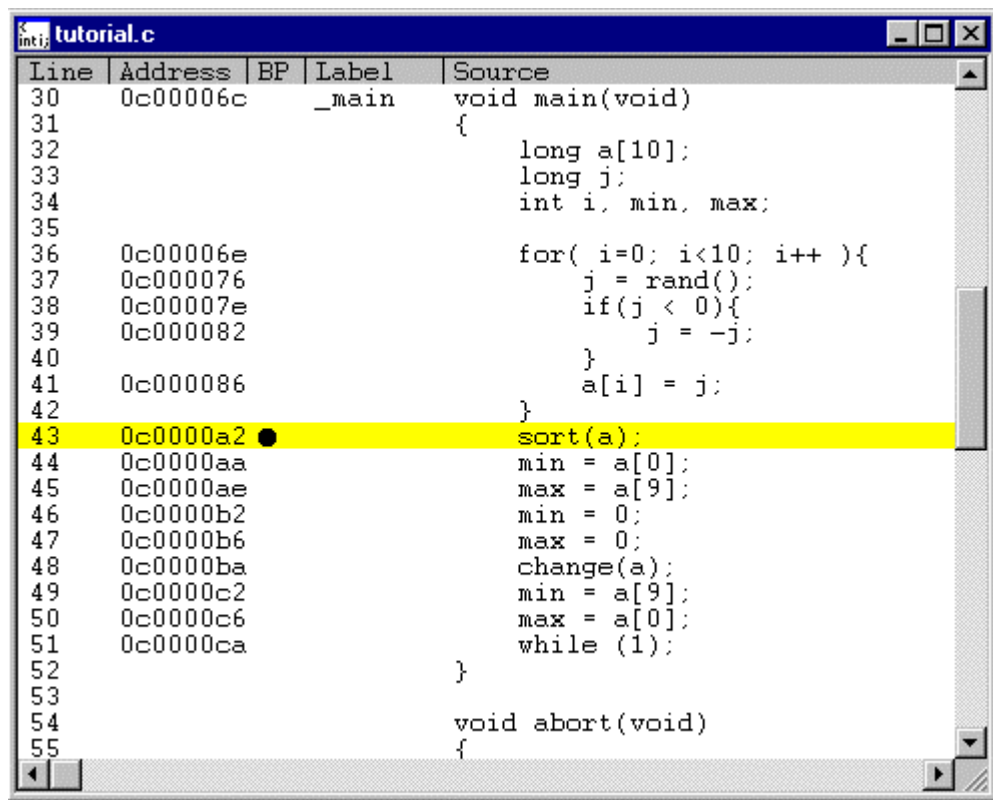 int i; tutorial.c
Line Address BP Label Source
30 0c00006c _main void main(void)
31 {
32 long a[10];
33 long j;
34 int i, min, max;
35
36 0c00006e for( i=0; i<10; i++ ){
37 0c000076 j = rand();
38 0c00007e if(j < 0){
39 0c000082 j = -j;
40 }
41 0c000086 a[i] = j;
42 }
43 0c0000a2 ● sort(a);
44 0c0000aa min = a[0];
45 0c0000ae max = a[9];
46 0c0000b2 min = 0;
47 0c0000b6 max = 0;
48 0c0000ba change(a);
49 0c0000c2 min = a[9];
50 0c0000c6 max = a[0];
51 0c0000ca while (1);
52 }
53
54 void abort(void)
55 {